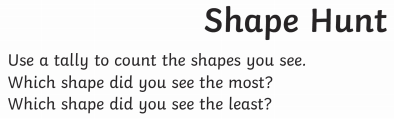 Shape Hunt
Use a tally to count the shapes you see.
Which shape did you see the most?
Which shape did you see the least?